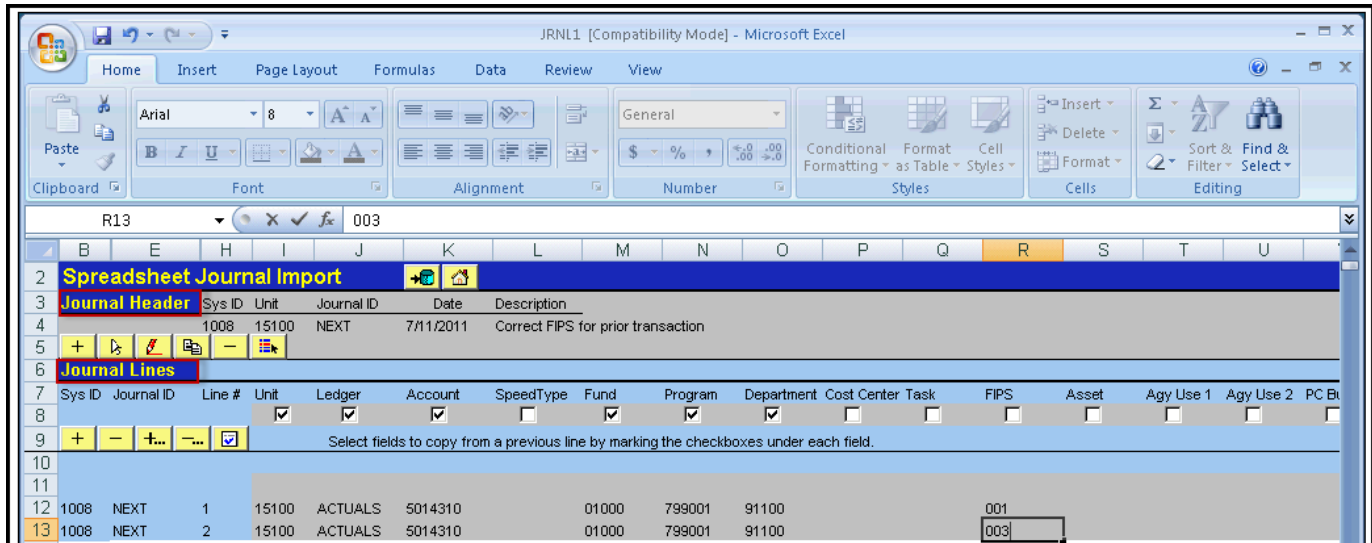 JRNL1 [Compatibility Mode] - Microsoft Excel
Home Insert Page Layout Formulas Data Review View
Arial 8 General
Paste B I U $ % , Conditional Formatting Format as Table Cell Styles Insert Delete Format Σ Sort & Filter Find & Select
Clipboard Font Alignment Number Styles Cells Editing
R13 fx 003
B E H I J K L M N O P Q R S T U
2 Spreadsheet Journal Import
3 Journal Header Sys ID Unit Journal ID Date Description
4 1008 15100 NEXT 7/11/2011 Correct FIPS for prior transaction
5 + −
6 Journal Lines
7 Sys ID Journal ID Line # Unit Ledger Account SpeedType Fund Program Department Cost Center Task FIPS Asset Agy Use 1 Agy Use 2 PC Bu
8
9 + − +... −... Select fields to copy from a previous line by marking the checkboxes under each field.
10
11
12 1008 NEXT 1 15100 ACTUALS 5014310 01000 799001 91100 001
13 1008 NEXT 2 15100 ACTUALS 5014310 01000 799001 91100 003